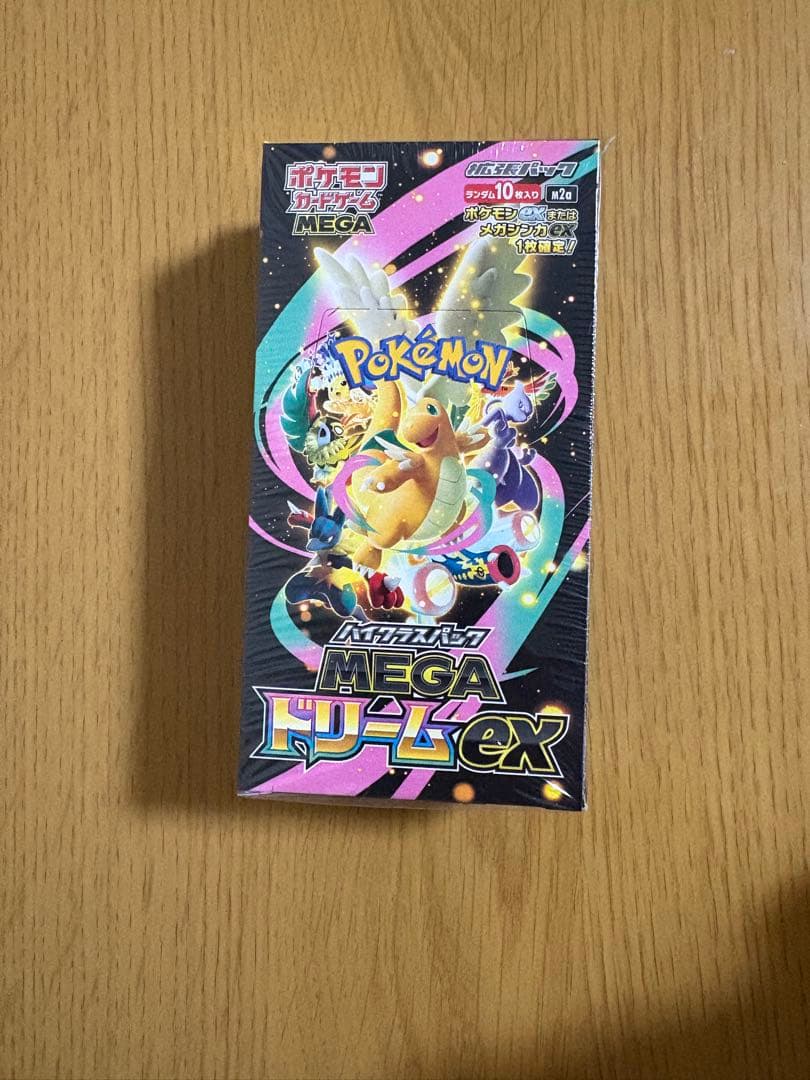 ポケモン
カードゲーム
MEGA
拡張パック
ランダム10枚入り
M2a
ポケモンexまたは
メガシンカex
1枚確定!
POKéMON
ハイクラスパック
MEGA
ドリームex